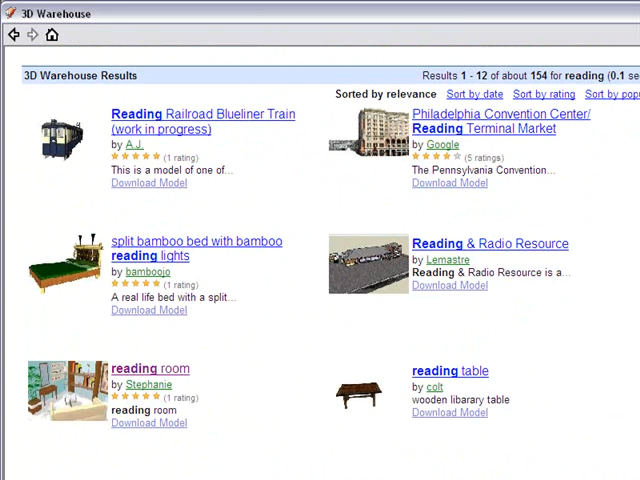 3D Warehouse
3D Warehouse Results
Results 1 - 12 of about 154 for reading (0.1 se
Sorted by relevance Sort by date Sort by rating Sort by popu
Reading Railroad Blueliner Train
(work in progress)
by A.J.
(1 rating)
This is a model of one of...
Download Model
Philadelphia Convention Center/
Reading Terminal Market
by Google
(5 ratings)
The Pennsylvania Convention...
Download Model
split bamboo bed with bamboo
reading lights
by bamboojo
(1 rating)
A real life bed with a split...
Download Model
Reading & Radio Resource
by Lemastre
Reading & Radio Resource is a...
Download Model
reading room
by Stephanie
(1 rating)
reading room
Download Model
reading table
by colt
wooden libarary table
Download Model